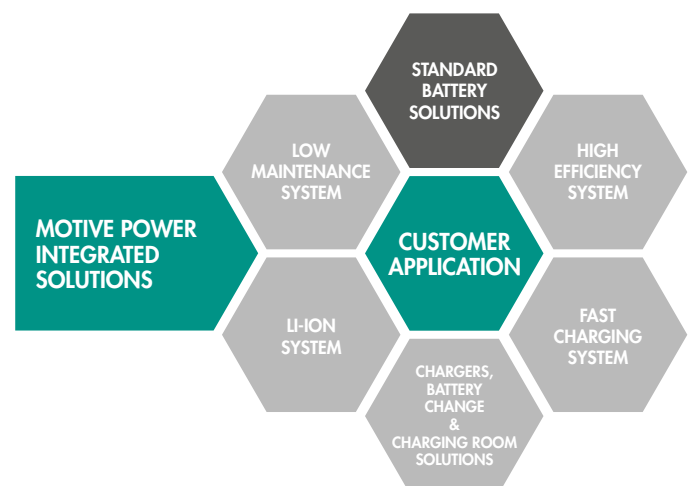 STANDARD
BATTERY
SOLUTIONS
LOW
MAINTENANCE
SYSTEM
HIGH
EFFICIENCY
SYSTEM
MOTIVE POWER
INTEGRATED
SOLUTIONS
CUSTOMER
APPLICATION
LI-ION
SYSTEM
FAST
CHARGING
SYSTEM
CHARGERS,
BATTERY
CHANGE
&
CHARGING ROOM
SOLUTIONS